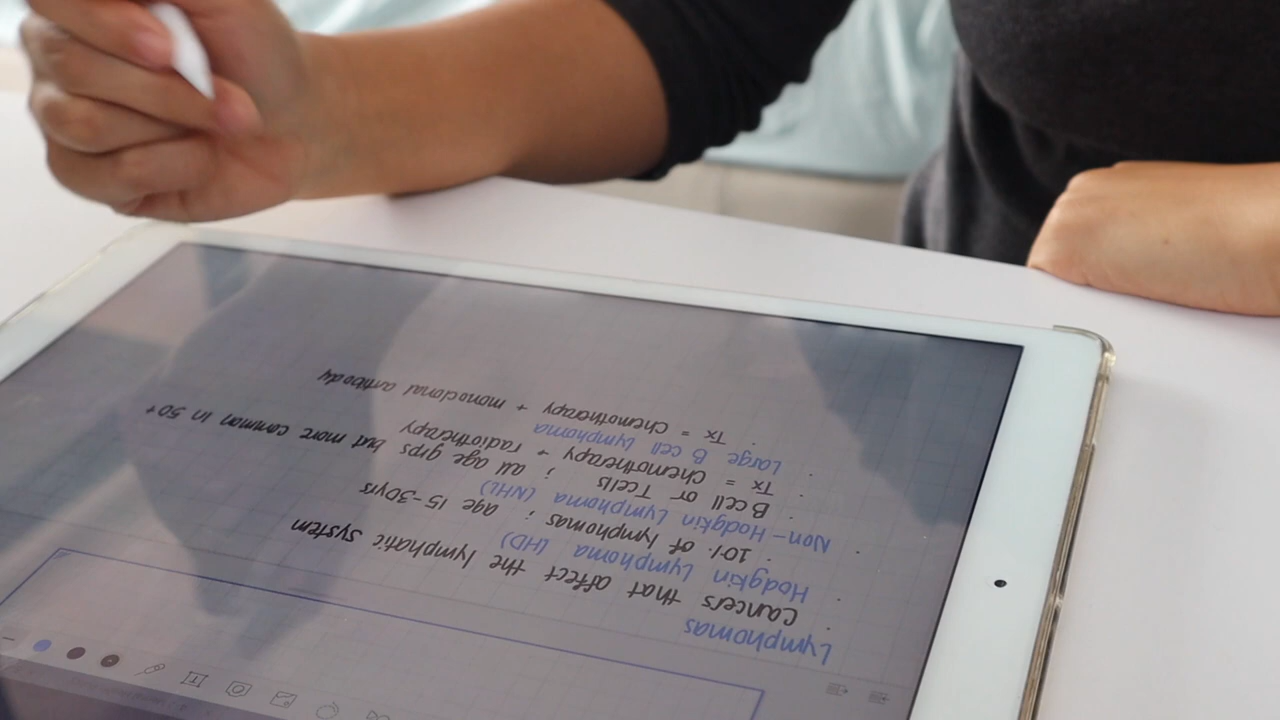 Lymphomas
· Cancers that affect the lymphatic system
· Hodgkin Lymphoma (HD)
· 10% of lymphomas ; age 15-30yrs
· Non-Hodgkin Lymphoma (NHL)
· B cell or T cells ; all age grps but more common in 50+
· Tx = Chemotherapy + radiotherapy
· Large B cell lymphoma
· Tx = Chemotherapy + monoclonal antibody